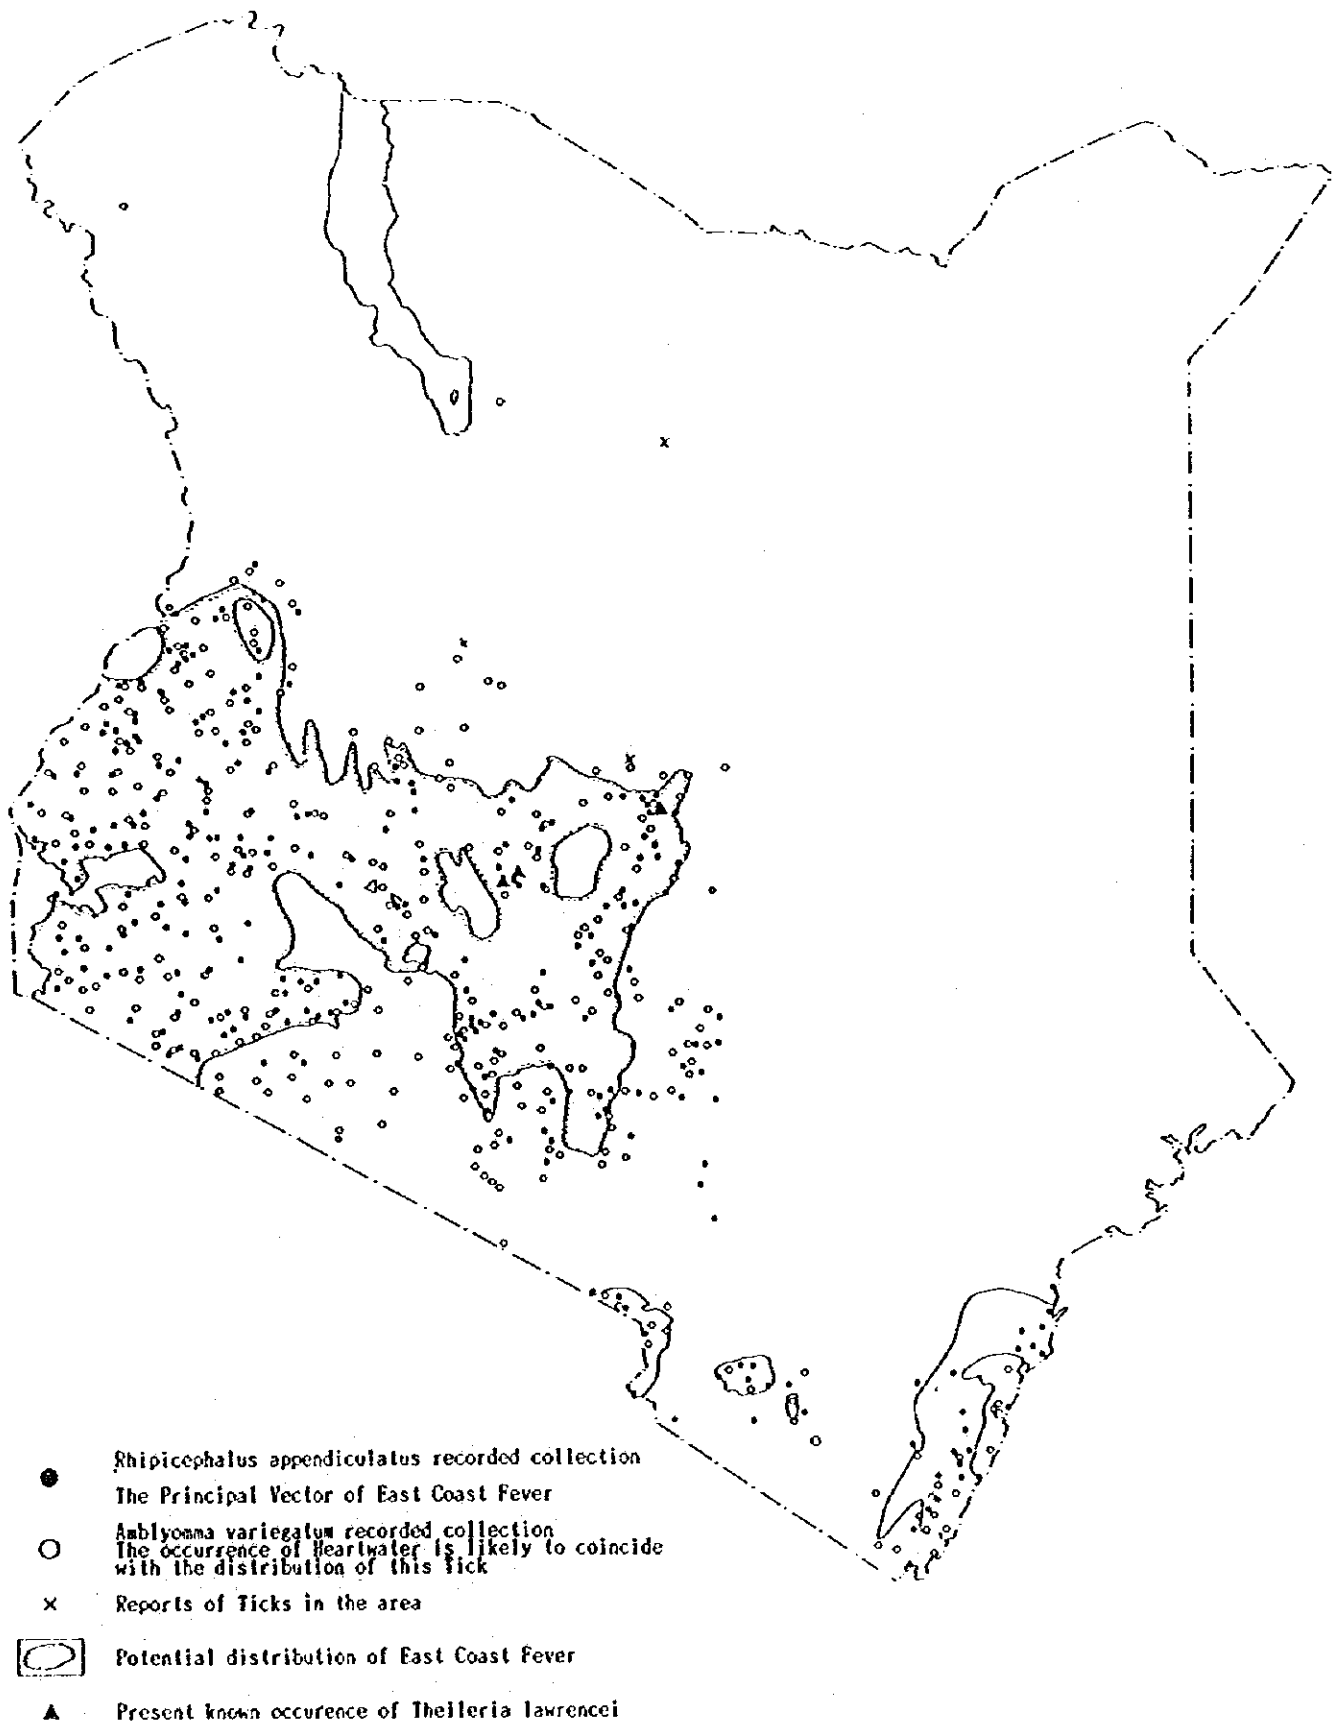 Rhipicephalus appendiculatus recorded collection
The Principal Vector of East Coast Fever
Amblyomma variegatum recorded collection
The occurrence of Heartwater is likely to coincide
with the distribution of this Tick
x Reports of Ticks in the area
Potential distribution of East Coast Fever
Present known occurence of Theileria lawrencei